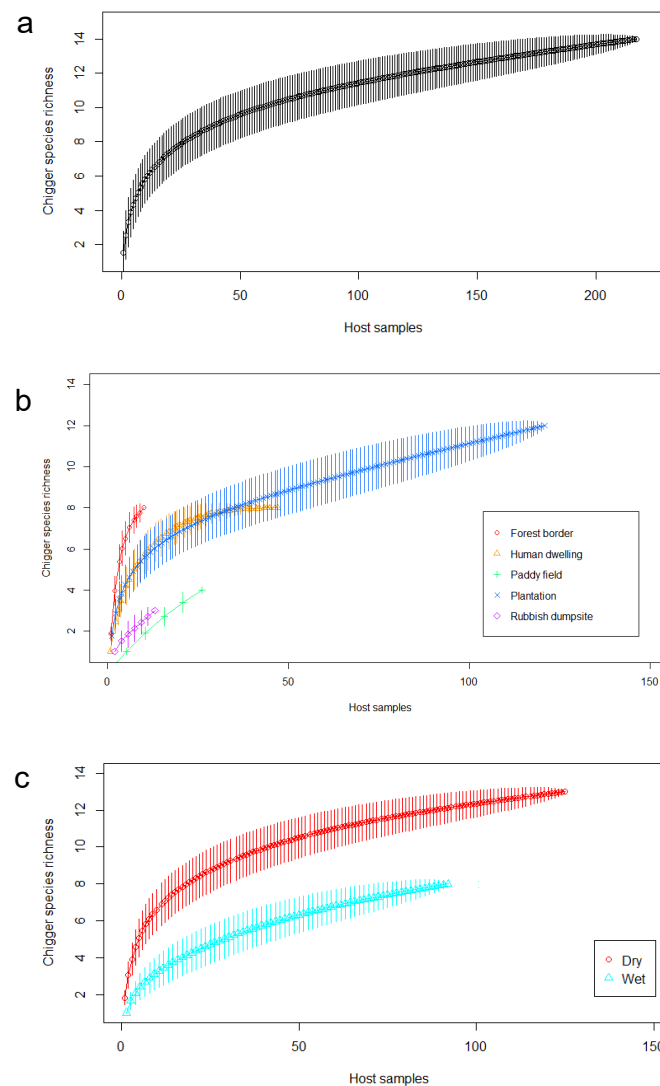 a
14
12
10
8
6
4
2
Chigger species richness
0 50 100 150 200
Host samples
b
14
12
10
8
6
4
2
Chigger species richness
Forest border
Human dwelling
Paddy field
Plantation
Rubbish dumpsite
0 50 100 150
Host samples
c
14
12
10
8
6
4
2
Chigger species richness
Dry
Wet
0 50 100 150
Host samples